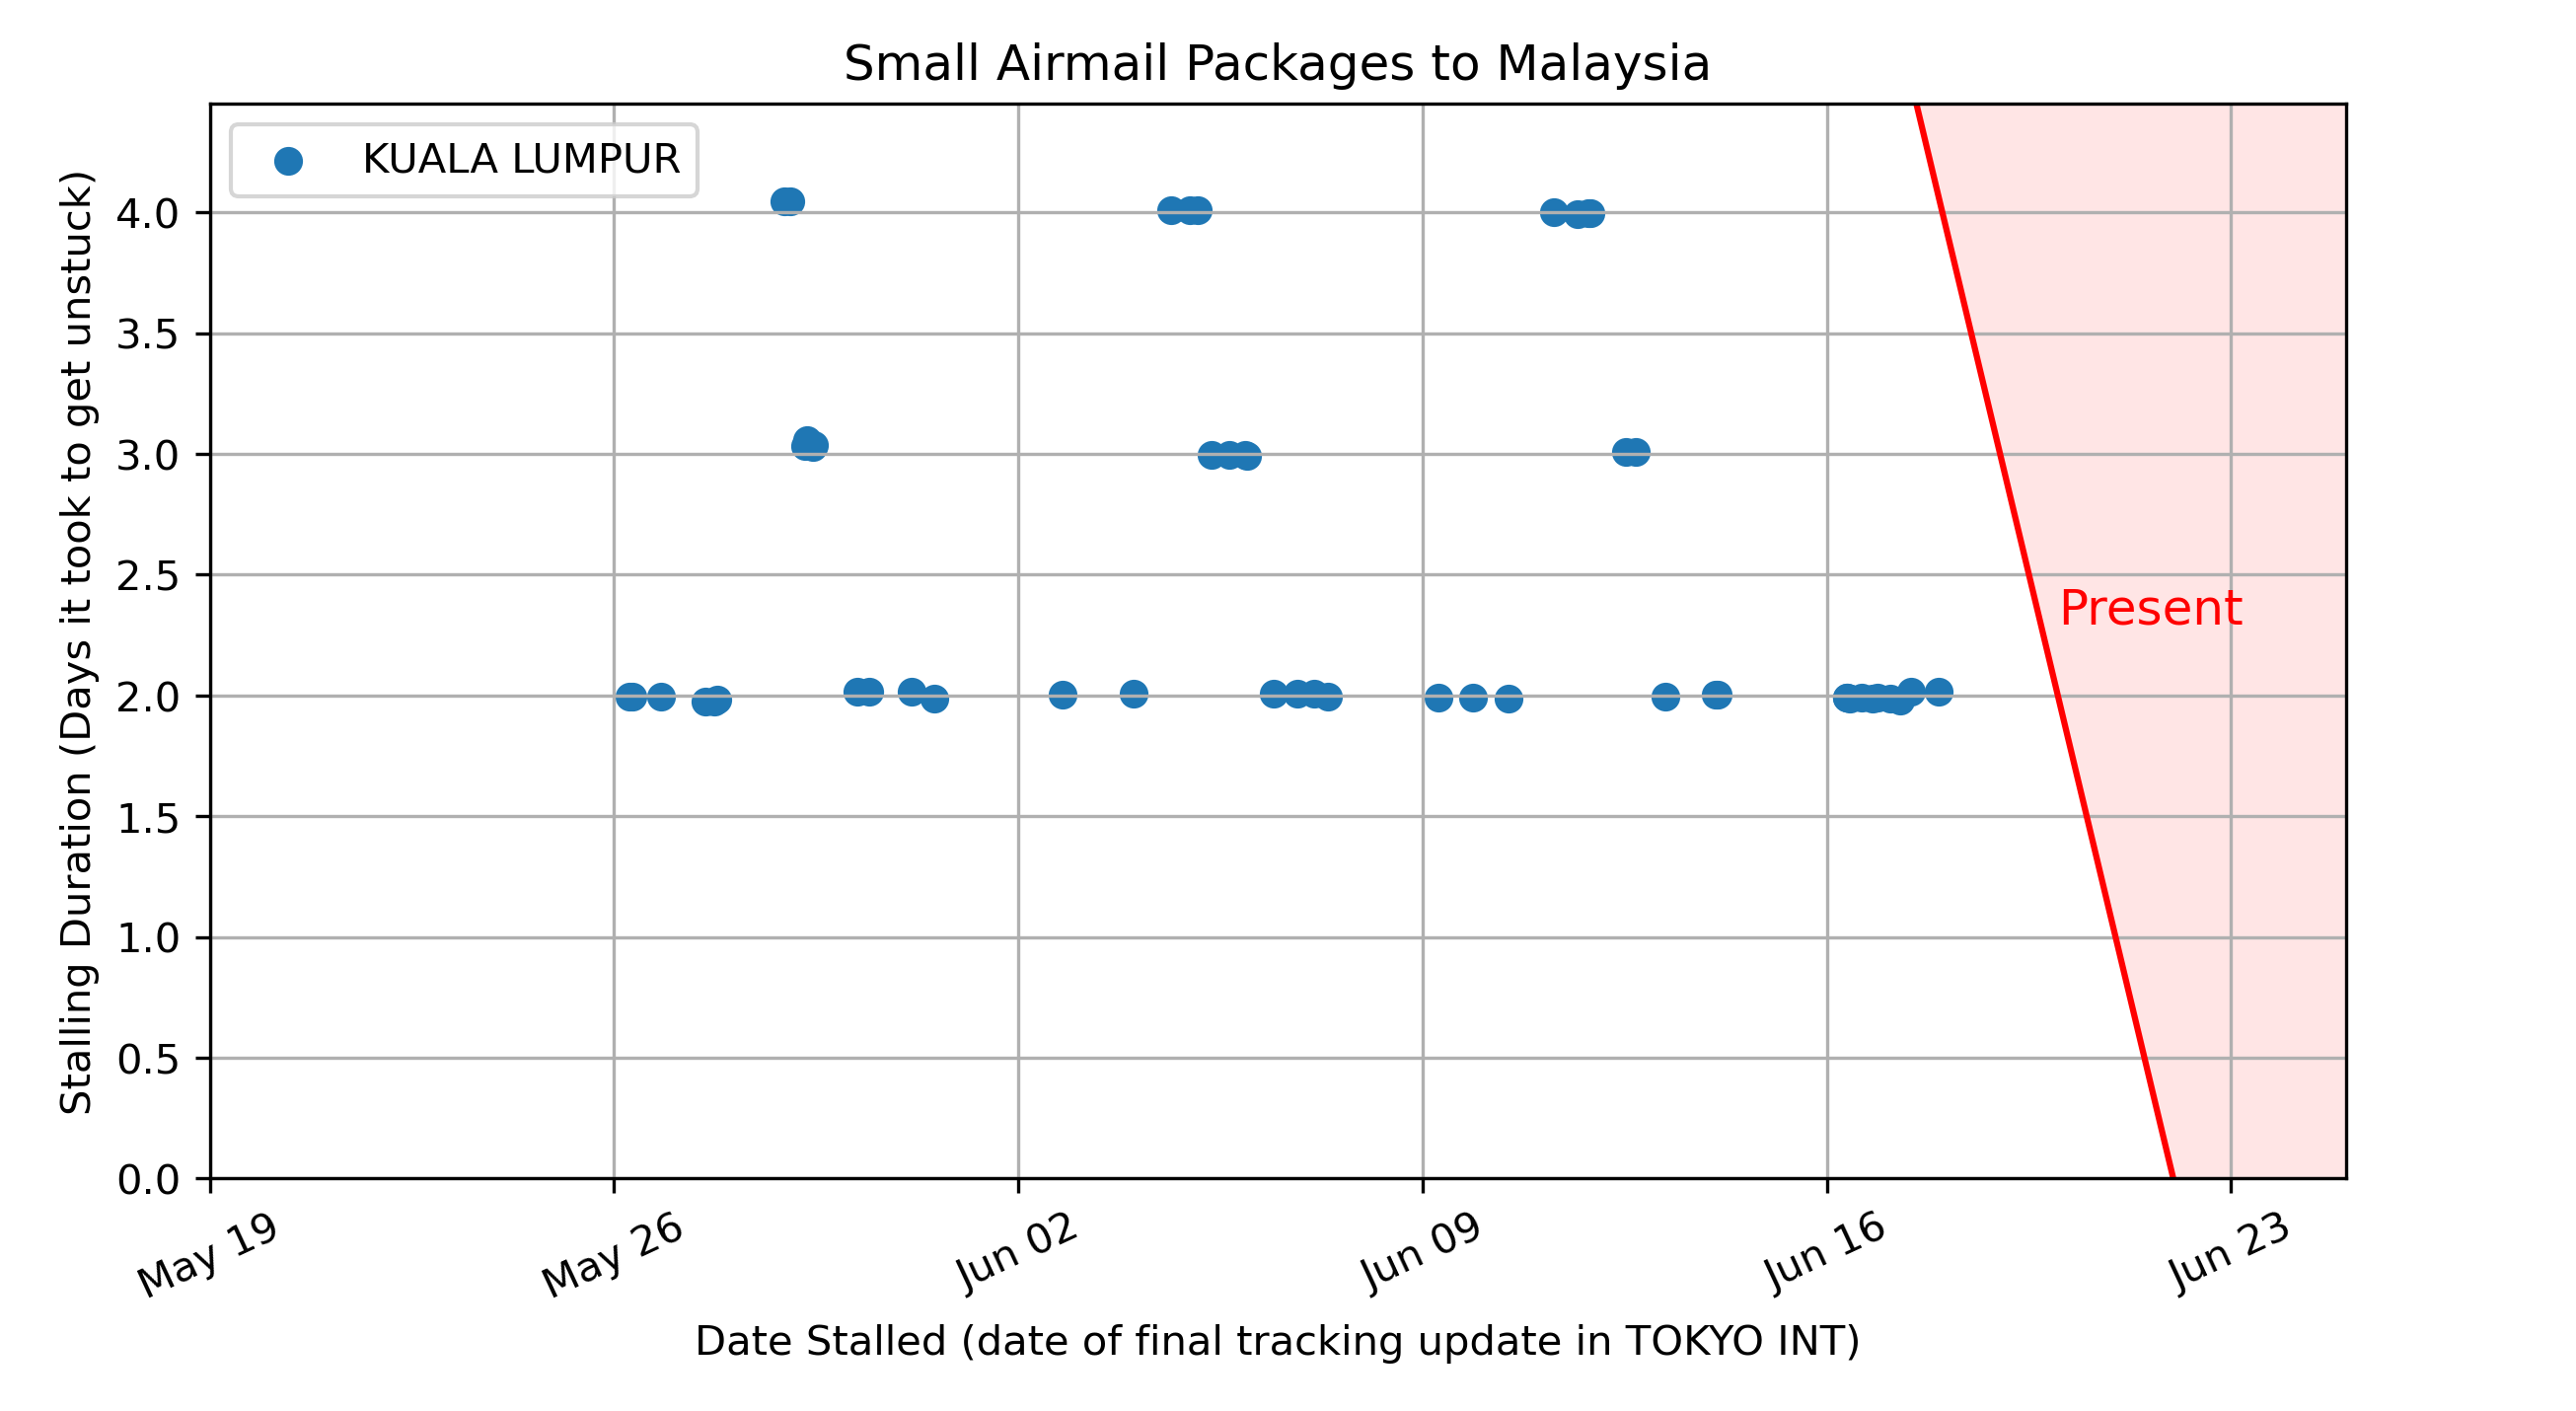 Small Airmail Packages to Malaysia
KUALA LUMPUR
Stalling Duration (Days it took to get unstuck)
4.0
3.5
3.0
2.5
2.0
1.5
1.0
0.5
0.0
Present
May 19
May 26
Jun 02
Jun 09
Jun 16
Jun 23
Date Stalled (date of final tracking update in TOKYO INT)